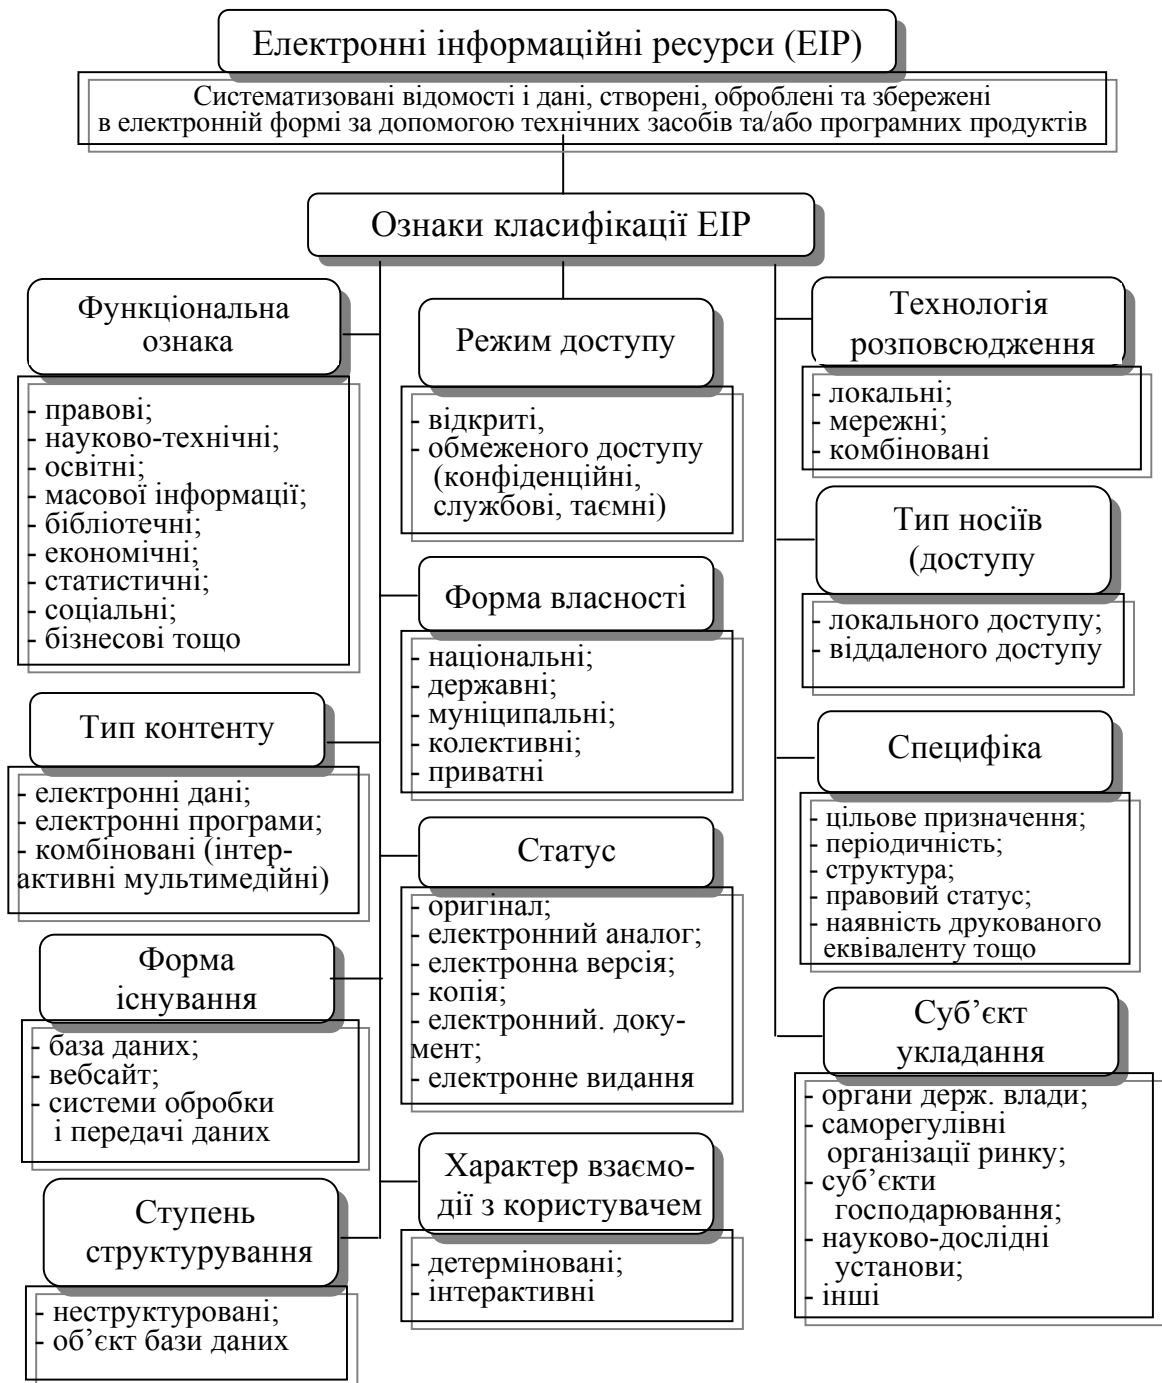 Електронні інформаційні ресурси (ЕІР)
Систематизовані відомості і дані, створені, оброблені та збережені
в електронній формі за допомогою технічних засобів та/або програмних продуктів
Ознаки класифікації ЕІР
Функціональна
ознака
- правові;
- науково-технічні;
- освітні;
- масової інформації;
- бібліотечні;
- економічні;
- статистичні;
- соціальні;
- бізнесові тощо
Тип контенту
- електронні дані;
- електронні програми;
- комбіновані (інтер-
активні мультимедійні)
Форма
існування
- база даних;
- вебсайт;
- системи обробки
і передачі даних
Ступень
структурування
- неструктуровані;
- об’єкт бази даних
Режим доступу
- відкриті,
- обмеженого доступу
(конфіденційні,
службові, таємні)
Форма власності
- національні;
- державні;
- муніципальні;
- колективні;
- приватні
Статус
- оригінал;
- електронний аналог;
- електронна версія;
- копія;
- електронний. доку-
мент;
- електронне видання
Характер взаємо-
дії з користувачем
- детерміновані;
- інтерактивні
Технологія
розповсюдження
- локальні;
- мережні;
- комбіновані
Тип носіїв
(доступу
- локального доступу;
- віддаленого доступу
Специфіка
- цільове призначення;
- періодичність;
- структура;
- правовий статус;
- наявність друкованого
еквіваленту тощо
Суб’єкт
укладання
- органи держ. влади;
- саморегулівні
організації ринку;
- суб’єкти
господарювання;
- науково-дослідні
установи;
- інші